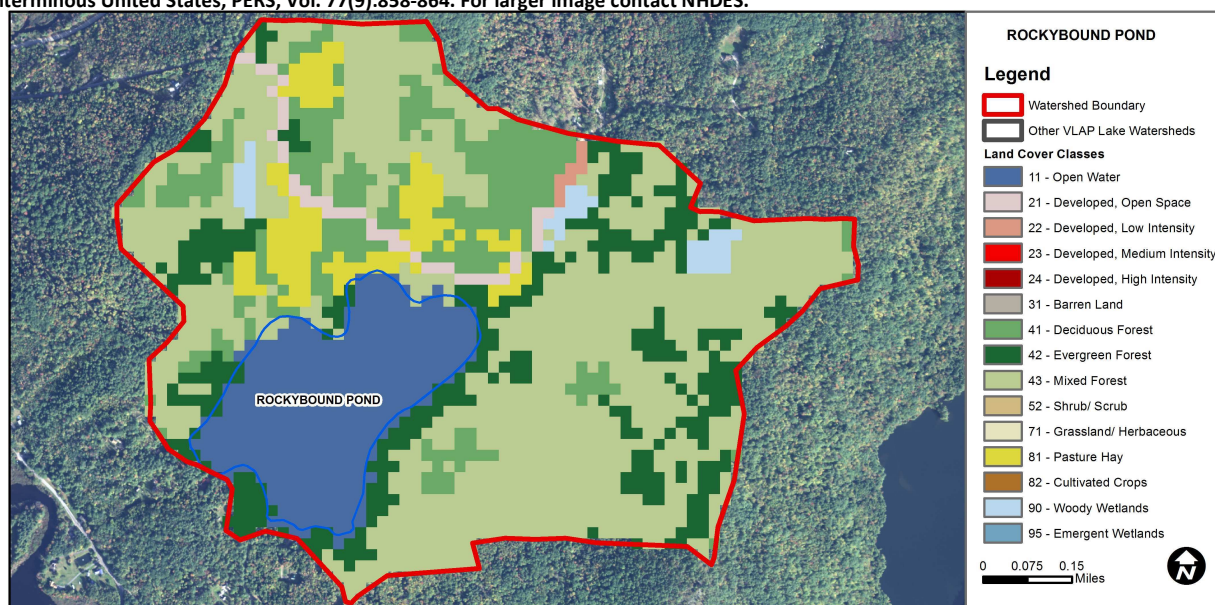 nterminous United States, PERS, Vol. 77(9):858-864. For larger image contact NHDES.
ROCKYBOUND POND
Legend
Watershed Boundary
Other VLAP Lake Watersheds
Land Cover Classes
11 - Open Water
21 - Developed, Open Space
22 - Developed, Low Intensity
23 - Developed, Medium Intensity
24 - Developed, High Intensity
31 - Barren Land
41 - Deciduous Forest
42 - Evergreen Forest
43 - Mixed Forest
52 - Shrub/ Scrub
71 - Grassland/ Herbaceous
81 - Pasture Hay
82 - Cultivated Crops
90 - Woody Wetlands
95 - Emergent Wetlands
0 0.075 0.15
Miles
N
ROCKYBOUND POND